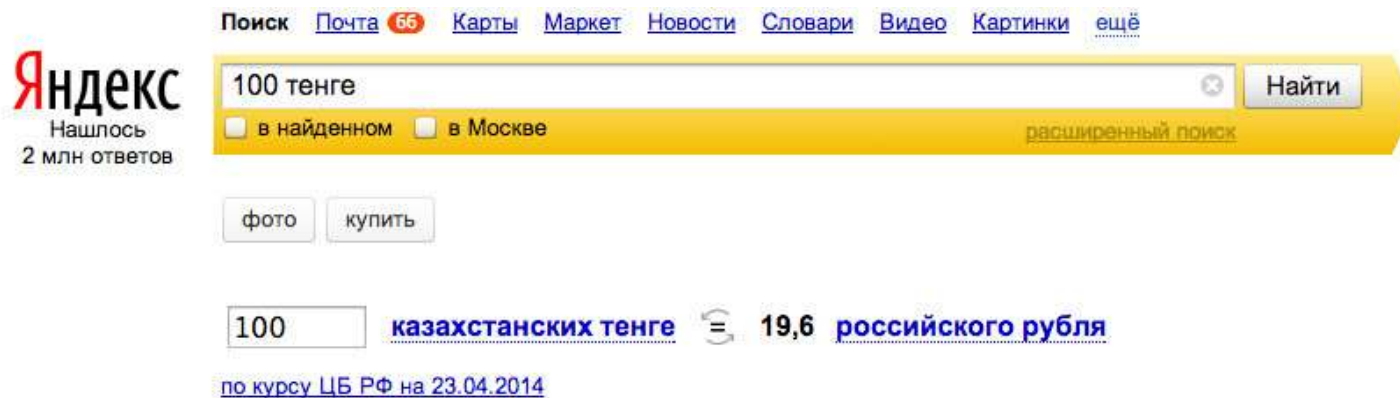 Поиск Почта 66 Карты Маркет Новости Словари Видео Картинки ещё
Яндекс
100 тенге Найти
Нашлось
2 млн ответов
в найденном в Москве расширенный поиск
фото купить
100 казахстанских тенге = 19,6 российского рубля
по курсу ЦБ РФ на 23.04.2014